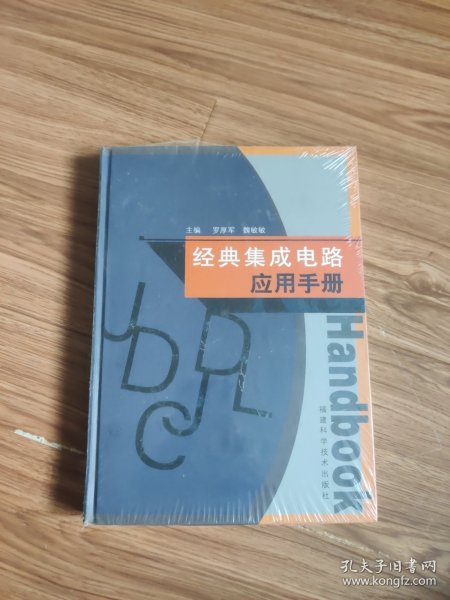 主编 罗厚军 魏敏敏
经典集成电路
应用手册
Handbook
福建科学技术出版社
孔夫子旧书网
www.kongfz.com